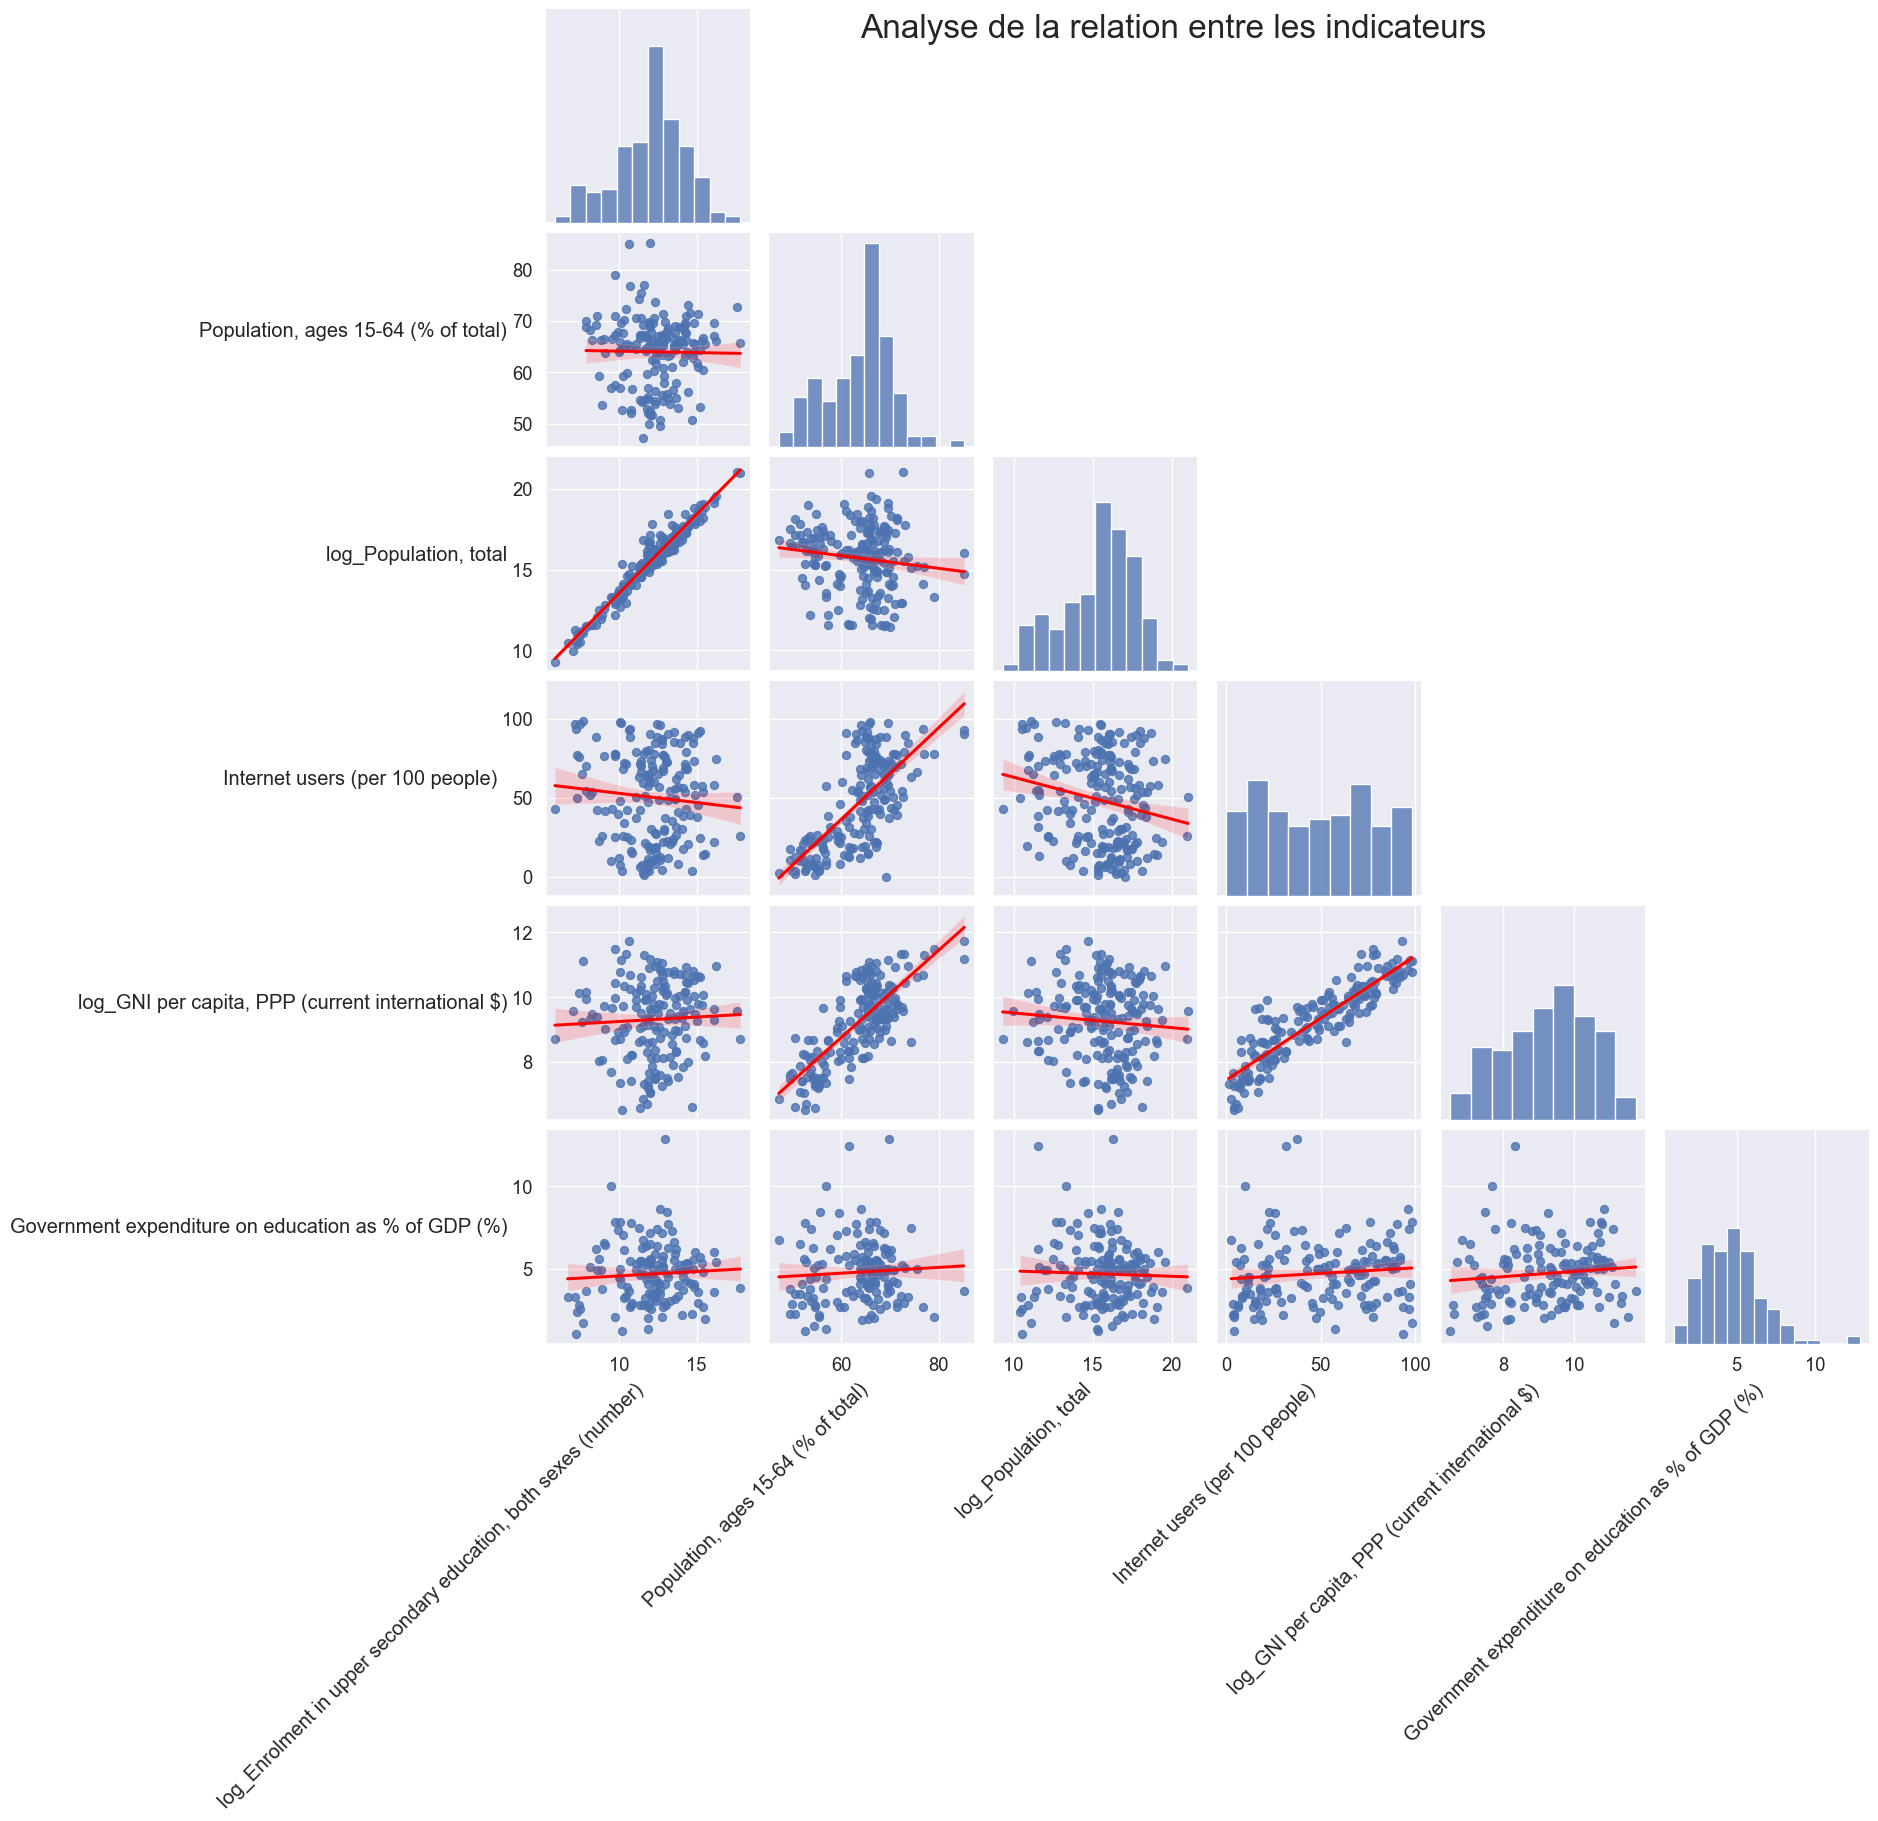 Analyse de la relation entre les indicateurs
80
70
60
50
Population, ages 15-64 (% of total)
20
15
10
log_Population, total
100
50
0
Internet users (per 100 people)
12
10
8
log_GNI per capita, PPP (current international $)
10
5
Government expenditure on education as % of GDP (%)
10 15 60 80 10 15 20 0 50 100 8 10 5 10
log_Enrolment in upper secondary education, both sexes (number)
Population, ages 15-64 (% of total)
log_Population, total
Internet users (per 100 people)
log_GNI per capita, PPP (current international $)
Government expenditure on education as % of GDP (%)